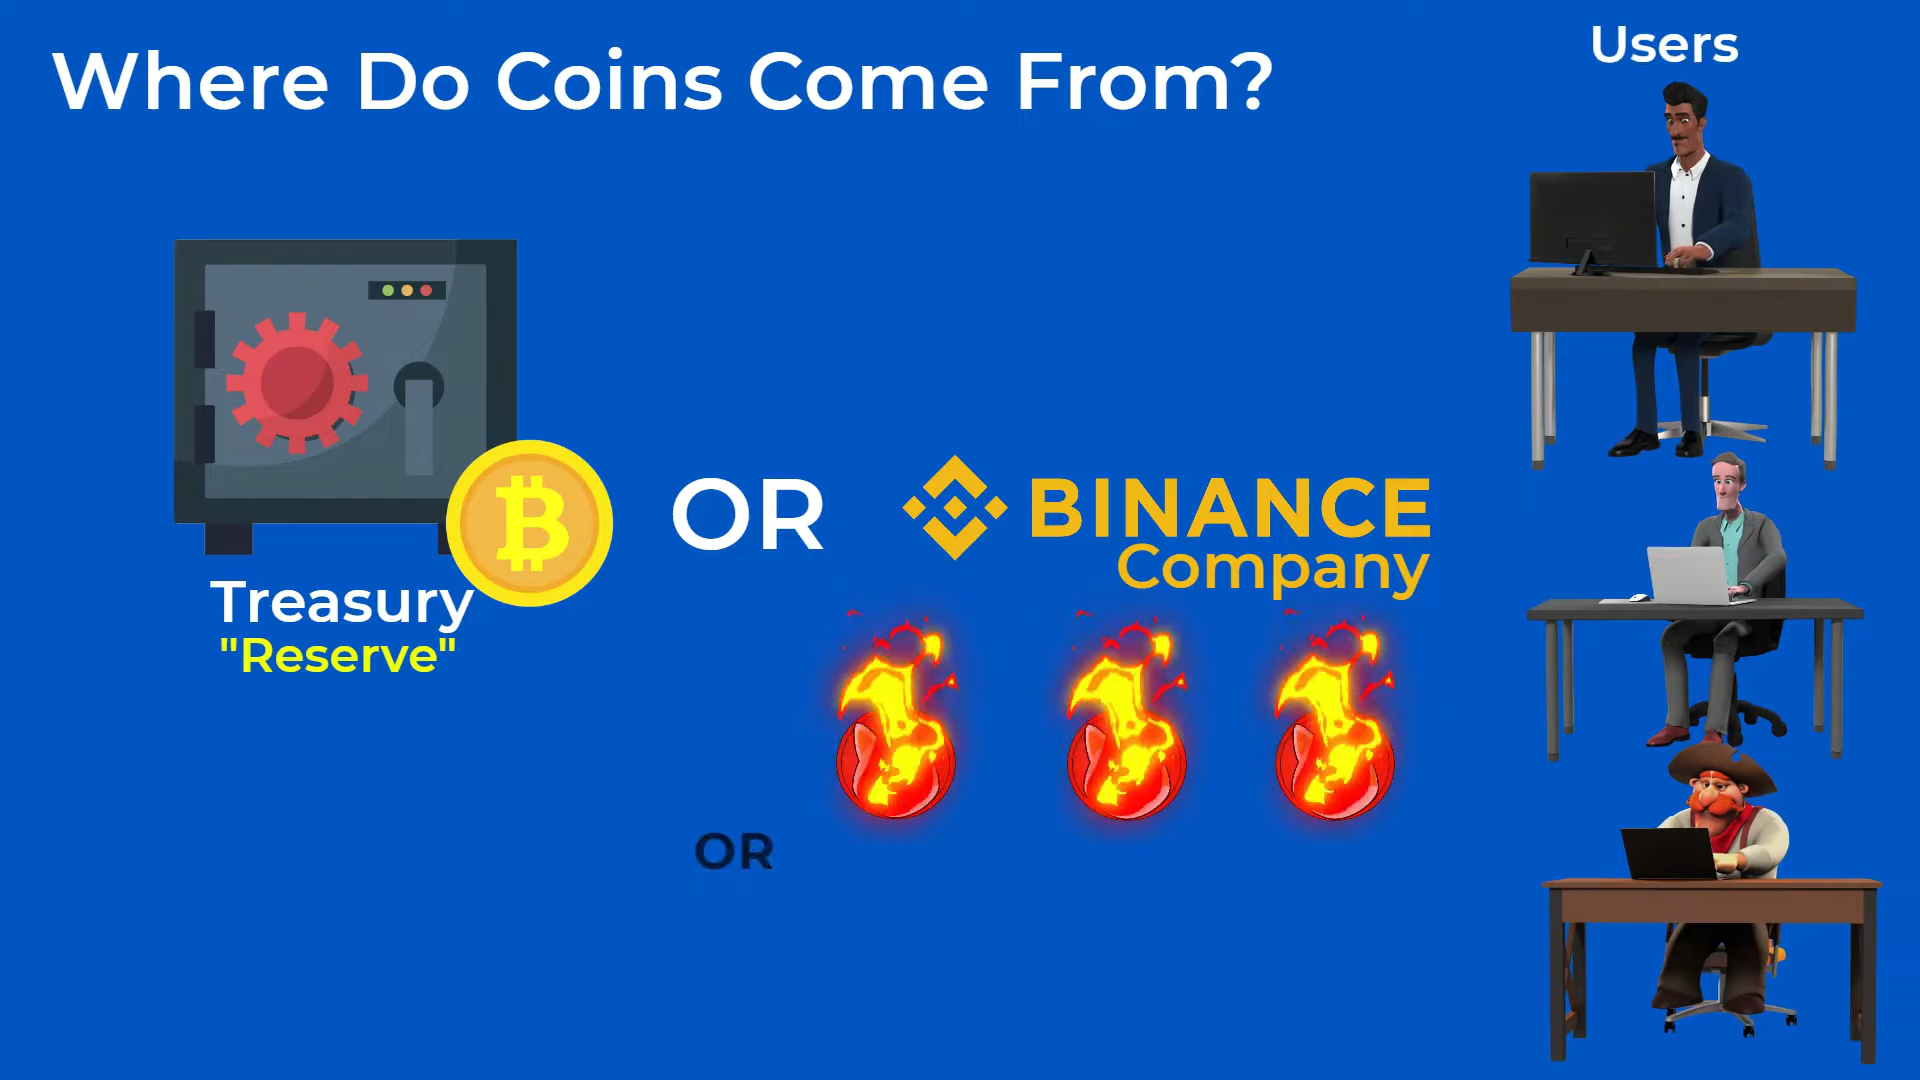 Where Do Coins Come From?
Users
OR
BINANCE
Company
Treasury
"Reserve"
OR